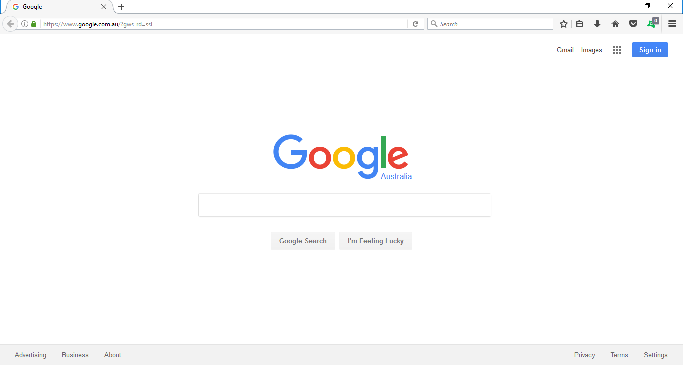 Google
https://www.google.com.au/?gws_rd=ssl
Search
Gmail Images Sign in
Google
Australia
Google Search I'm Feeling Lucky
Advertising Business About Privacy Terms Settings